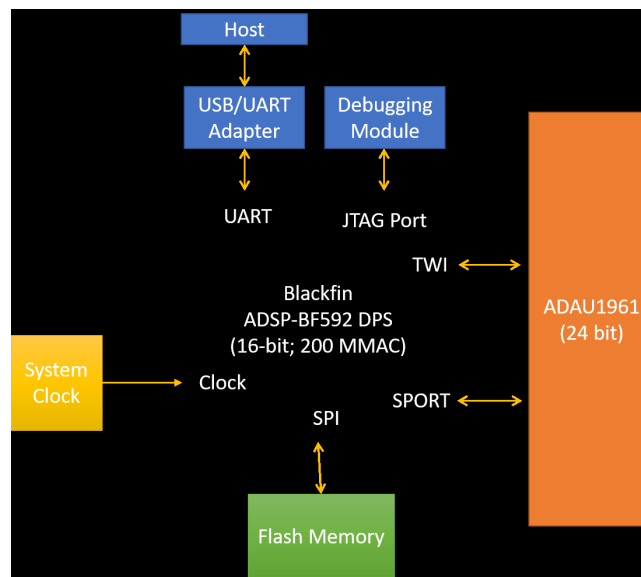 Host
USB/UART
Adapter
Debugging
Module
UART
JTAG Port
TWI
Blackfin
ADSP-BF592 DPS
(16-bit; 200 MMAC)
ADAU1961
(24 bit)
System
Clock
Clock
SPORT
SPI
Flash Memory